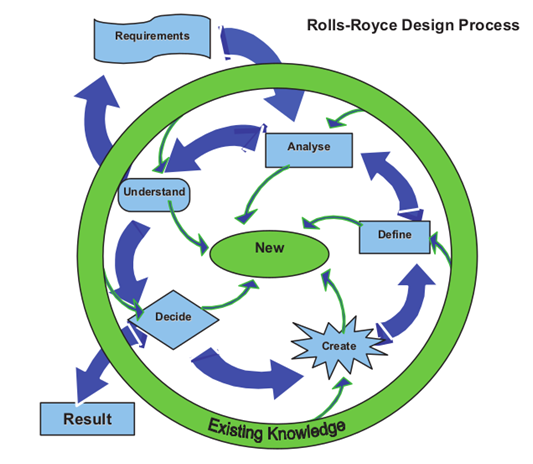 Rolls-Royce Design Process
Requirements
Analyse
Understand
Define
New
Decide
Create
Result
Existing Knowledge